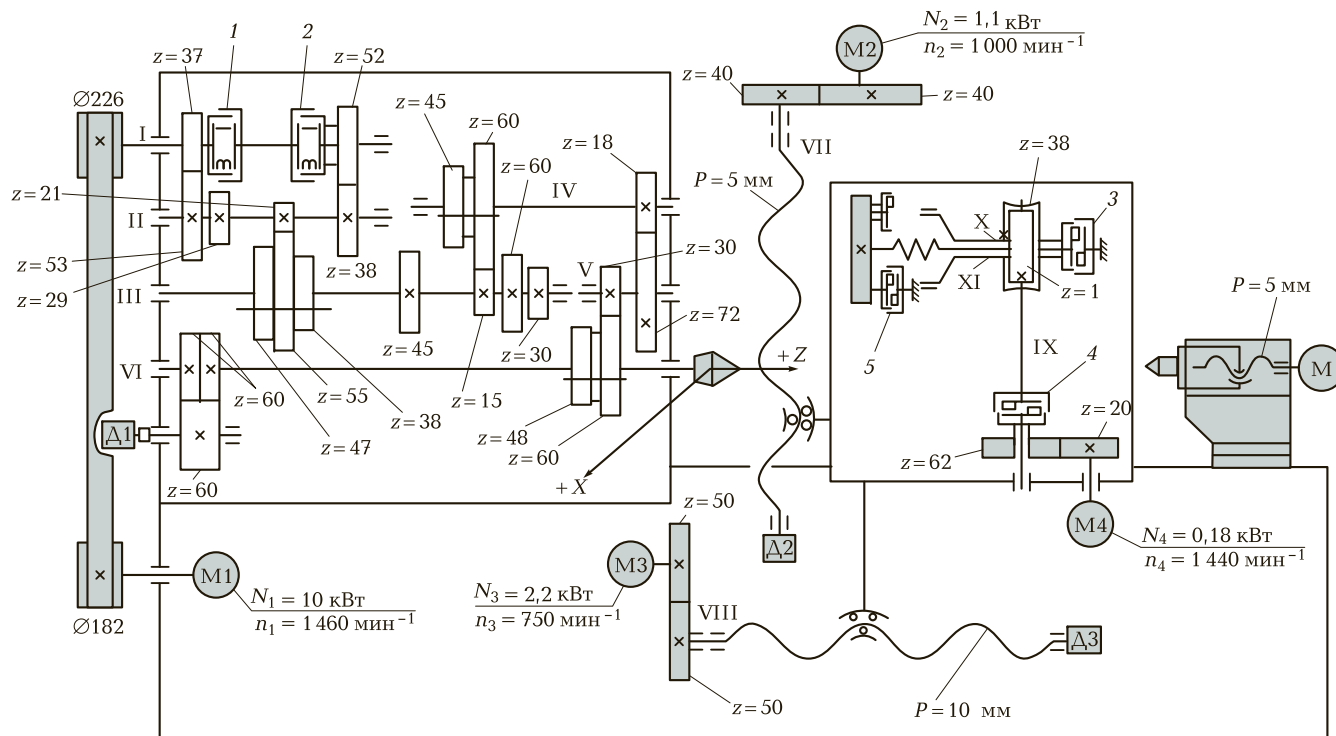 N₂ = 1,1 кВт
n₂ = 1 000 мин⁻¹
M2
1
2
z = 37
z = 52
z = 40
z = 40
∅226
z = 45
z = 60
I
z = 18
VII
z = 38
z = 60
z = 21
P = 5 мм
3
IV
X
II
z = 30
z = 53
z = 38
V
XI
z = 1
P = 5 мм
z = 29
III
z = 72
z = 45
z = 30
5
IX
+Z
VI
M
4
z = 60
z = 55
z = 15
z = 38
z = 20
Д1
z = 47
z = 48
z = 60
z = 62
z = 60
+X
z = 50
M4
N₄ = 0,18 кВт
n₄ = 1 440 мин⁻¹
Д2
M1
N₁ = 10 кВт
n₁ = 1 460 мин⁻¹
M3
N₃ = 2,2 кВт
n₃ = 750 мин⁻¹
VIII
∅182
Д3
z = 50
P = 10 мм